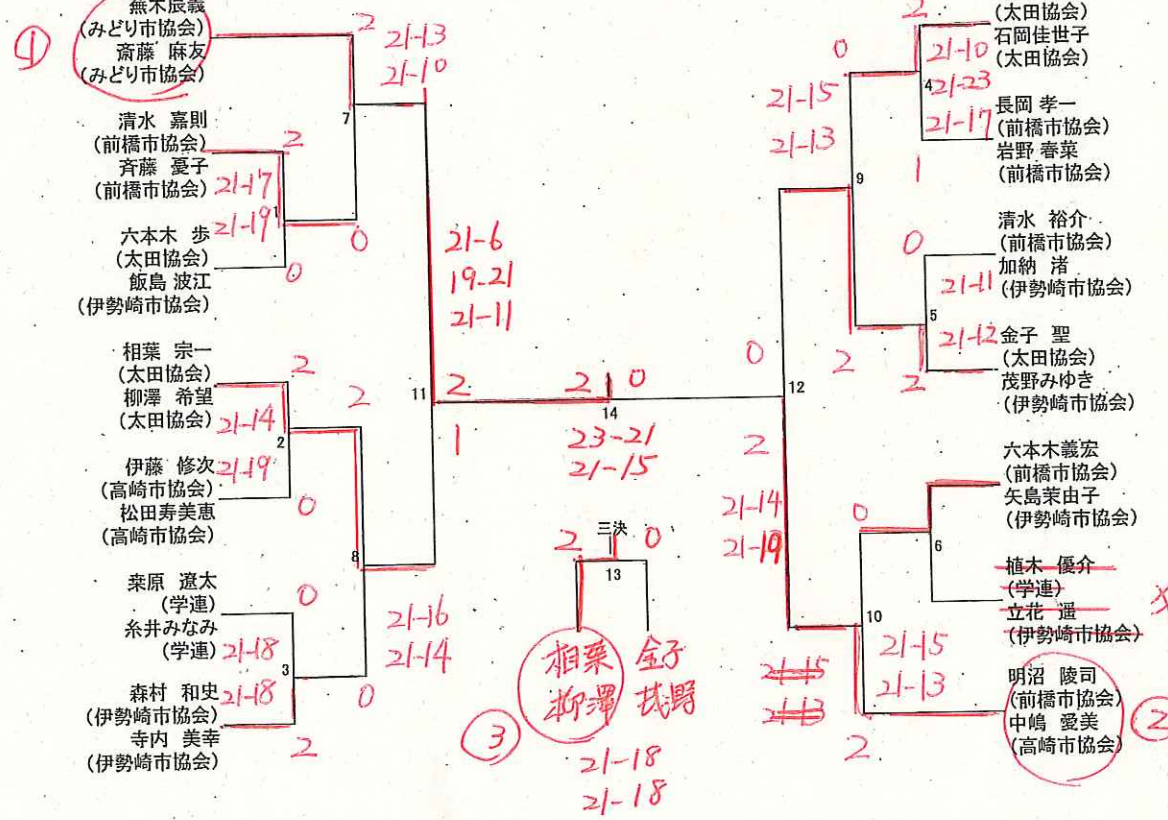 ①
(みどり市協会)
斎藤 麻友
(みどり市協会)
清水 嘉則
(前橋市協会)
斉藤 憂子
(前橋市協会)
六本木 歩
(太田協会)
飯島 波江
(伊勢崎市協会)
相葉 宗一
(太田協会)
柳澤 希望
(太田協会)
伊藤 修次
(高崎市協会)
松田寿美恵
(高崎市協会)
桒原 遼太
(学連)
糸井みなみ
(学連)
森村 和史
(伊勢崎市協会)
寺内 美幸
(伊勢崎市協会)
2
21-13
21-10
7
2
21-17
21-19
1
0
0
2
21-14
21-19
2
0
2
8
0
21-18
21-18
3
2
0
21-16
21-14
21-6
19-21
21-11
11
2
1
2
0
14
23-21
21-15
三決
2
0
13
相葉 金子
柳澤 茂野
③
21-18
21-18
0
12
2
21-14
21-19
21-15
21-13
0
21-15
21-13
9
2
2
21-10
21-23
21-17
4
1
0
21-11
21-12
5
2
0
6
10
21-15
21-13
2
(太田協会)
石岡佳世子
(太田協会)
長岡 孝一
(前橋市協会)
岩野 春菜
(前橋市協会)
清水 裕介
(前橋市協会)
加納 渚
(伊勢崎市協会)
金子 聖
(太田協会)
茂野みゆき
(伊勢崎市協会)
六本木義宏
(前橋市協会)
矢島茉由子
(伊勢崎市協会)
植木 優介
(学連)
立花 遥
(伊勢崎市協会)
明沼 陵司
(前橋市協会)
中嶋 愛美
(高崎市協会)
②